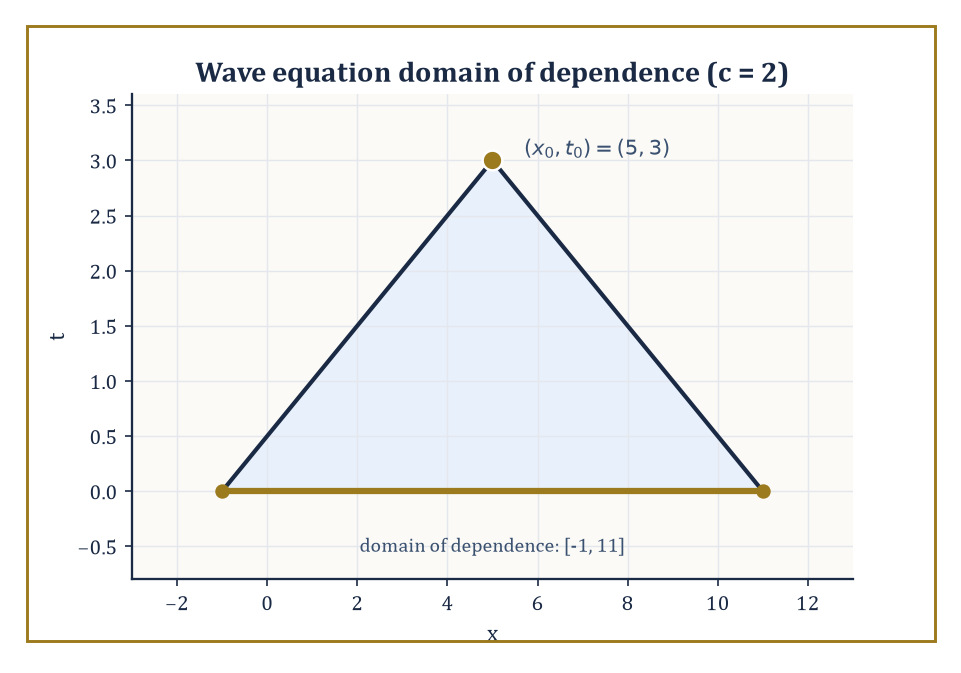 Wave equation domain of dependence (c = 2)
3.5
(x₀, t₀) = (5, 3)
3.0
2.5
2.0
t
1.5
1.0
0.5
0.0
−0.5
domain of dependence: [-1, 11]
−2 0 2 4 6 8 10 12
x